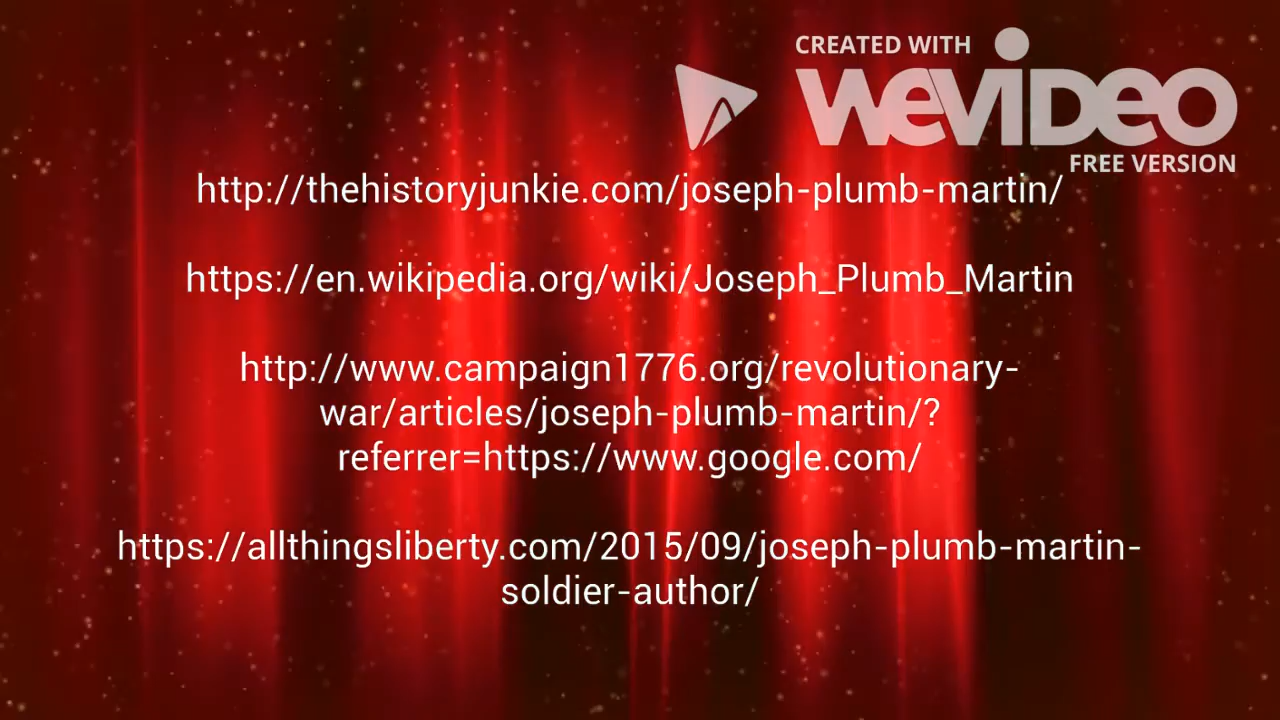 CREATED WITH
WEVIDEO
FREE VERSION
http://thehistoryjunkie.com/joseph-plumb-martin/
https://en.wikipedia.org/wiki/Joseph_Plumb_Martin
http://www.campaign1776.org/revolutionary-
war/articles/joseph-plumb-martin/?
referrer=https://www.google.com/
https://allthingsliberty.com/2015/09/joseph-plumb-martin-
soldier-author/